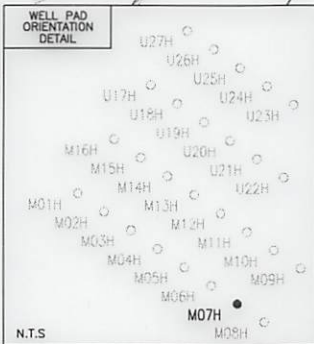 WELL PAD
ORIENTATION
DETAIL
U27H
U26H
U25H
U24H
U23H
U17H
U18H
U19H
U20H
U21H
U22H
M16H
M15H
M14H
M13H
M12H
M11H
M10H
M09H
M01H
M02H
M03H
M04H
M05H
M06H
M07H
M08H
N.T.S